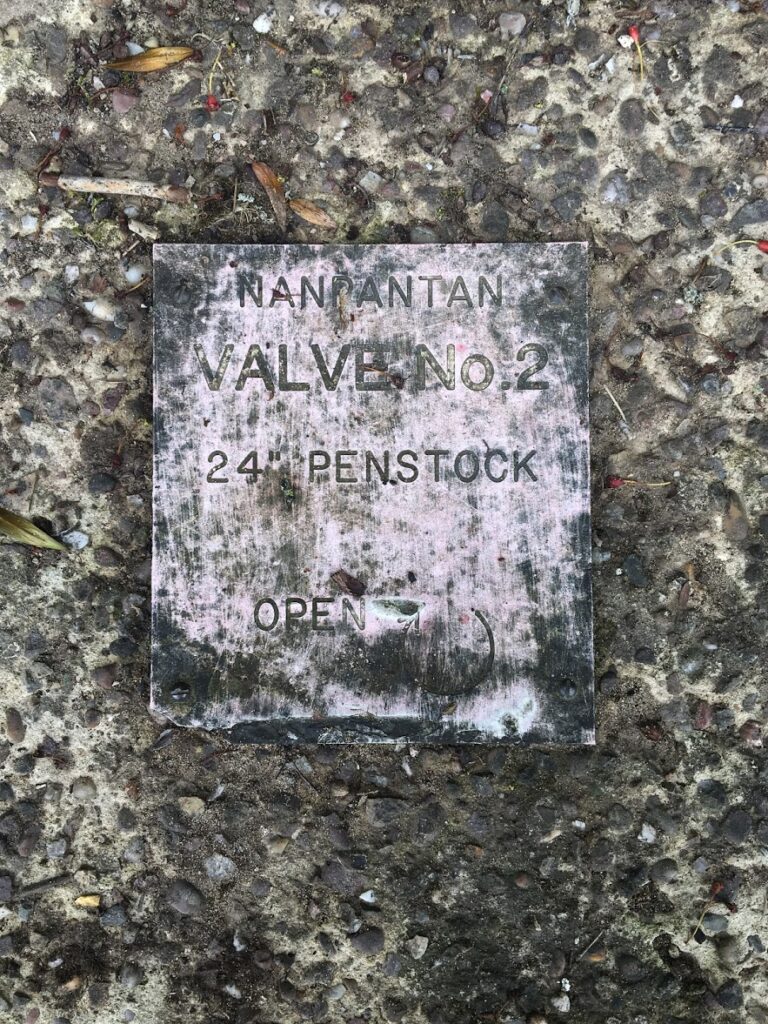 NANPANTAN
VALVE No.2
24" PENSTOCK
OPEN